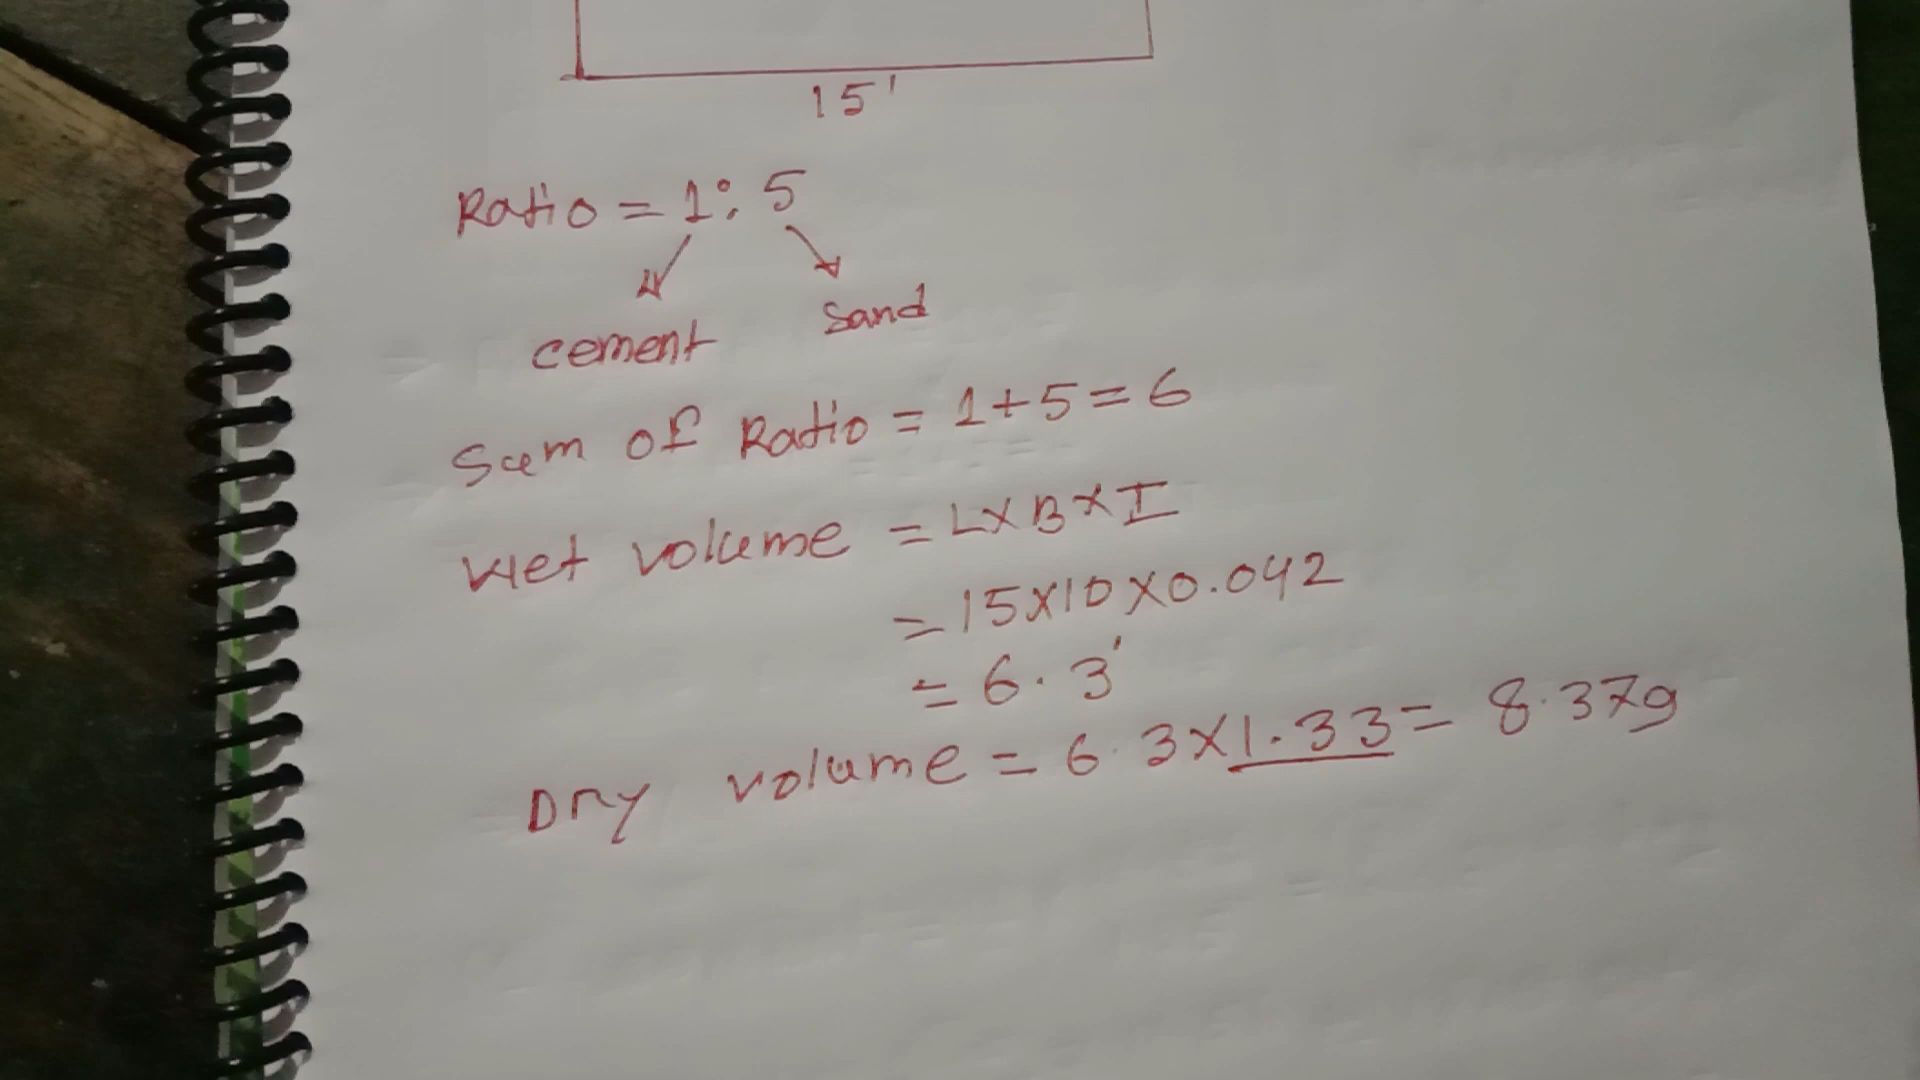 15'
Ratio = 1:5
cement Sand
Sum of Ratio = 1+5=6
Wet volume = L×B×I
= 15×10×0.042
= 6.3'
Dry volume = 6.3×1.33= 8.379